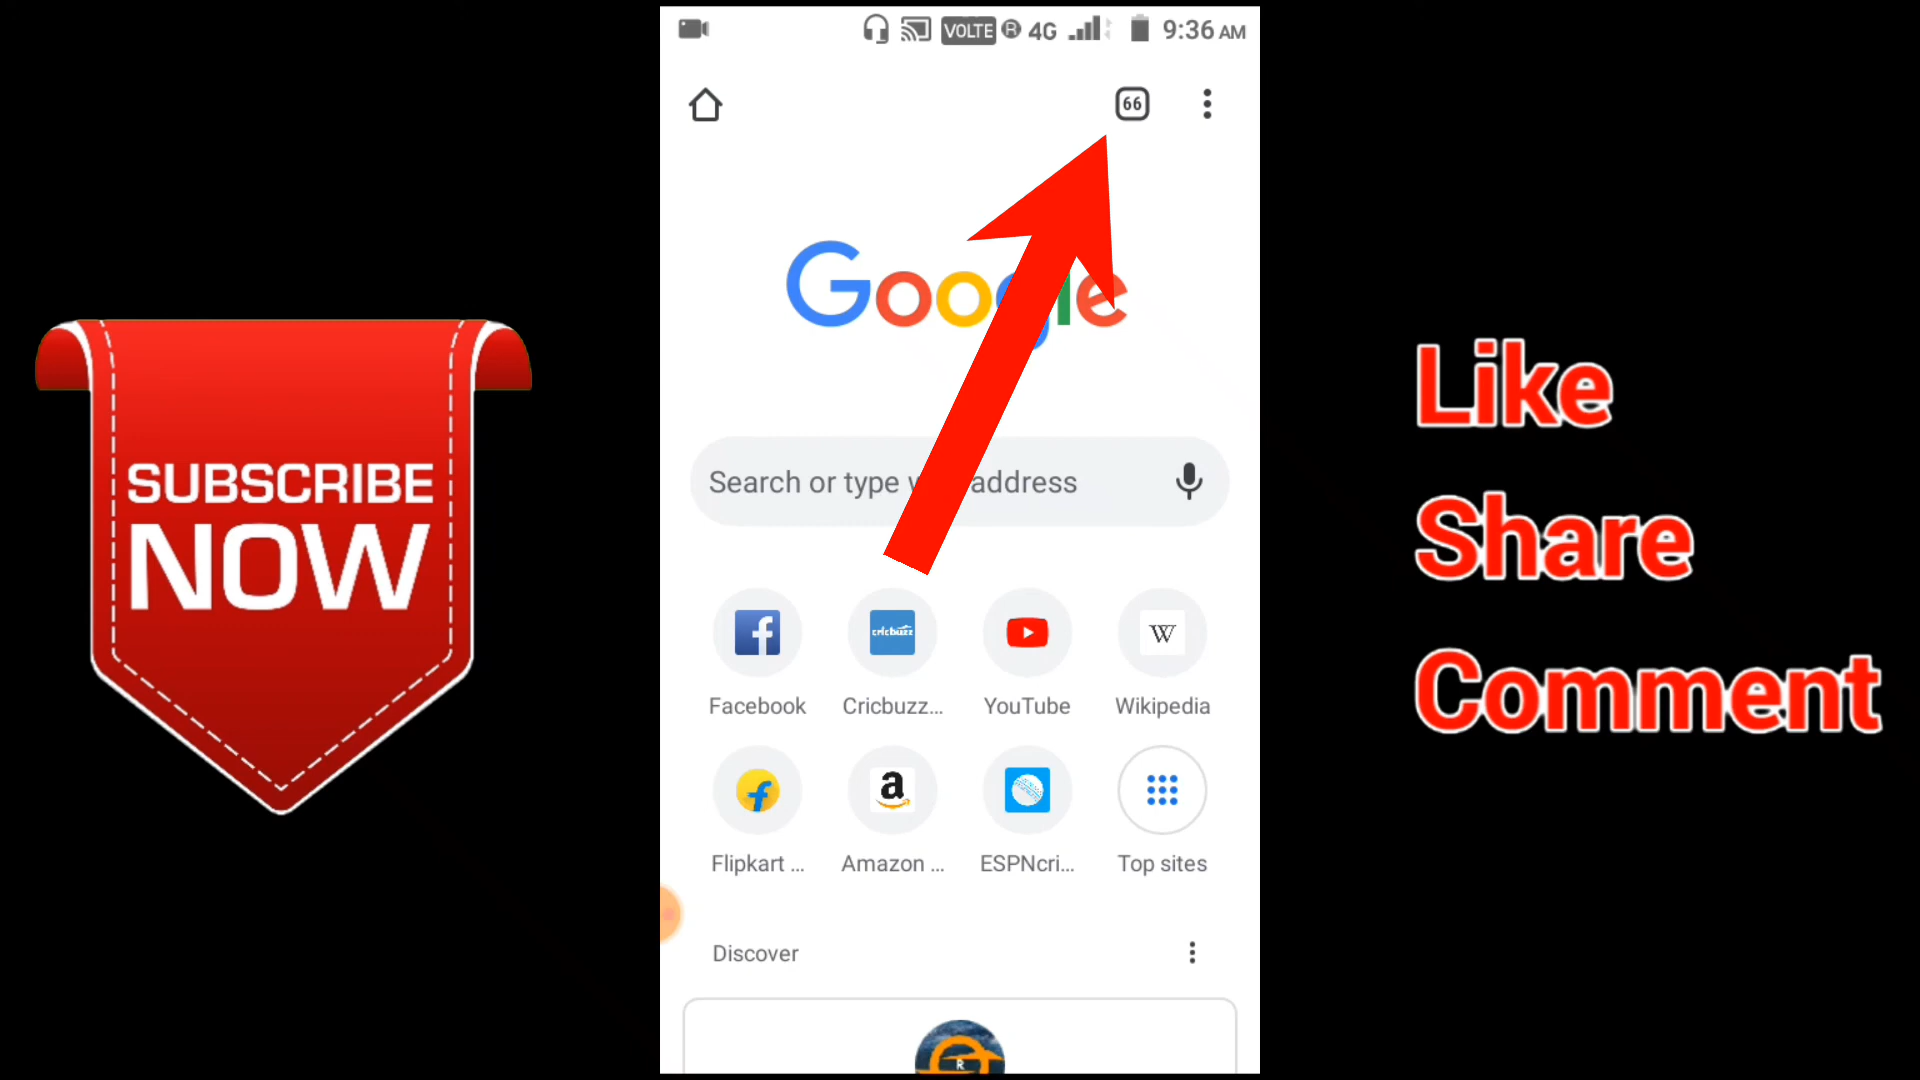 VOLTE R 4G 9:36 AM
66
Google
Search or type w address
Facebook Cricbuzz... YouTube Wikipedia
cricbuzz
W
a
Flipkart ... Amazon ... ESPNcri... Top sites
Discover
R
SUBSCRIBE
NOW
Like
Share
Comment